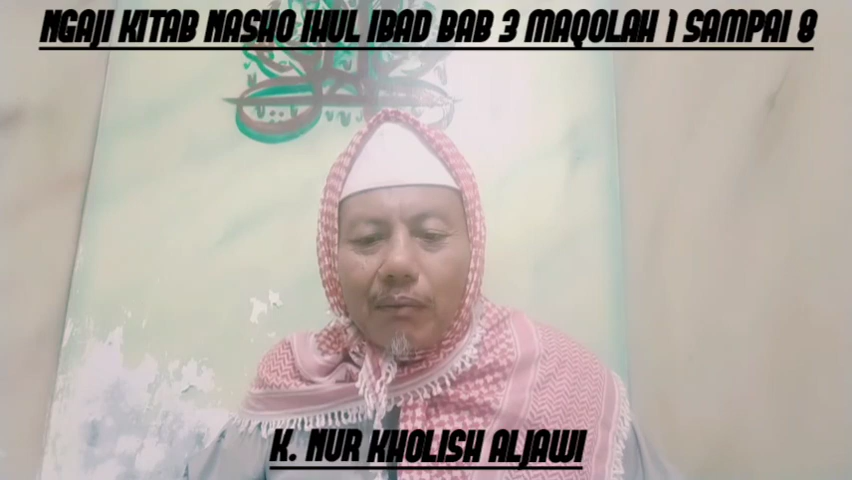 NGAJI KITAB NASHO IHUL IBAD BAB 3 MAQOLAH 1 SAMPAI 8
K. NUR KHOLISH ALJAWI